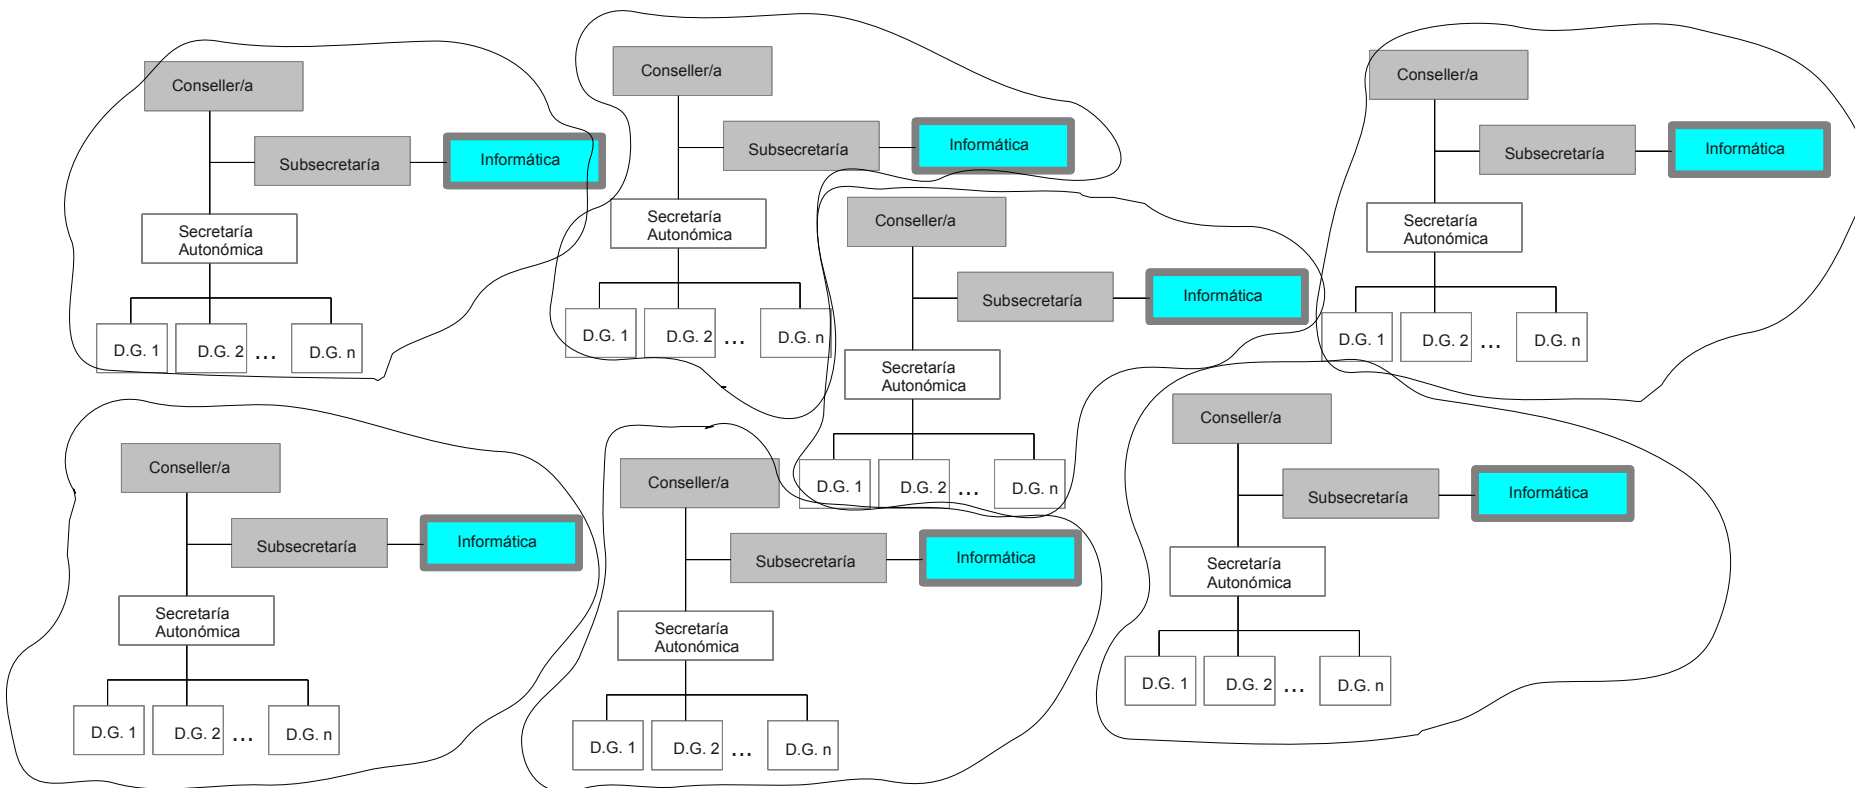 Conseller/a
Subsecretaría
Informática
Secretaría
Autonómica
D.G. 1
D.G. 2
...
D.G. n
Conseller/a
Subsecretaría
Informática
Secretaría
Autonómica
D.G. 1
D.G. 2
...
D.G. n
Conseller/a
Subsecretaría
Informática
Secretaría
Autonómica
D.G. 1
D.G. 2
...
D.G. n
Conseller/a
Subsecretaría
Informática
Secretaría
Autonómica
D.G. 1
D.G. 2
...
D.G. n
Conseller/a
Subsecretaría
Informática
Secretaría
Autonómica
D.G. 1
D.G. 2
...
D.G. n
Conseller/a
Subsecretaría
Informática
Secretaría
Autonómica
D.G. 1
D.G. 2
...
D.G. n
Conseller/a
Subsecretaría
Informática
Secretaría
Autonómica
D.G. 1
D.G. 2
...
D.G. n